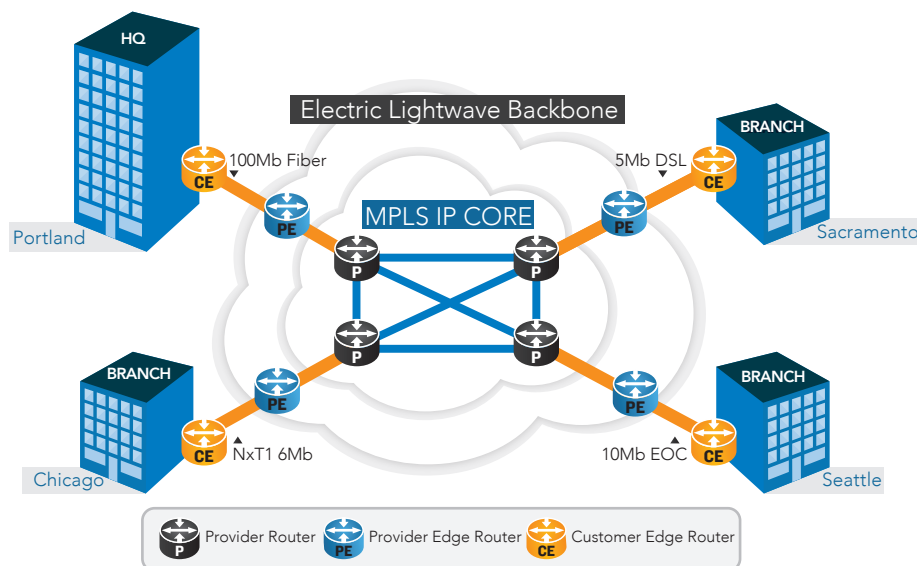 HQ
Electric Lightwave Backbone
BRANCH
100Mb Fiber
5Mb DSL
CE
CE
PE
PE
MPLS IP CORE
Portland
Sacramento
P
P
P
P
BRANCH
BRANCH
PE
PE
CE
NxT1 6Mb
10Mb EOC
CE
Chicago
Seattle
P Provider Router
PE Provider Edge Router
CE Customer Edge Router